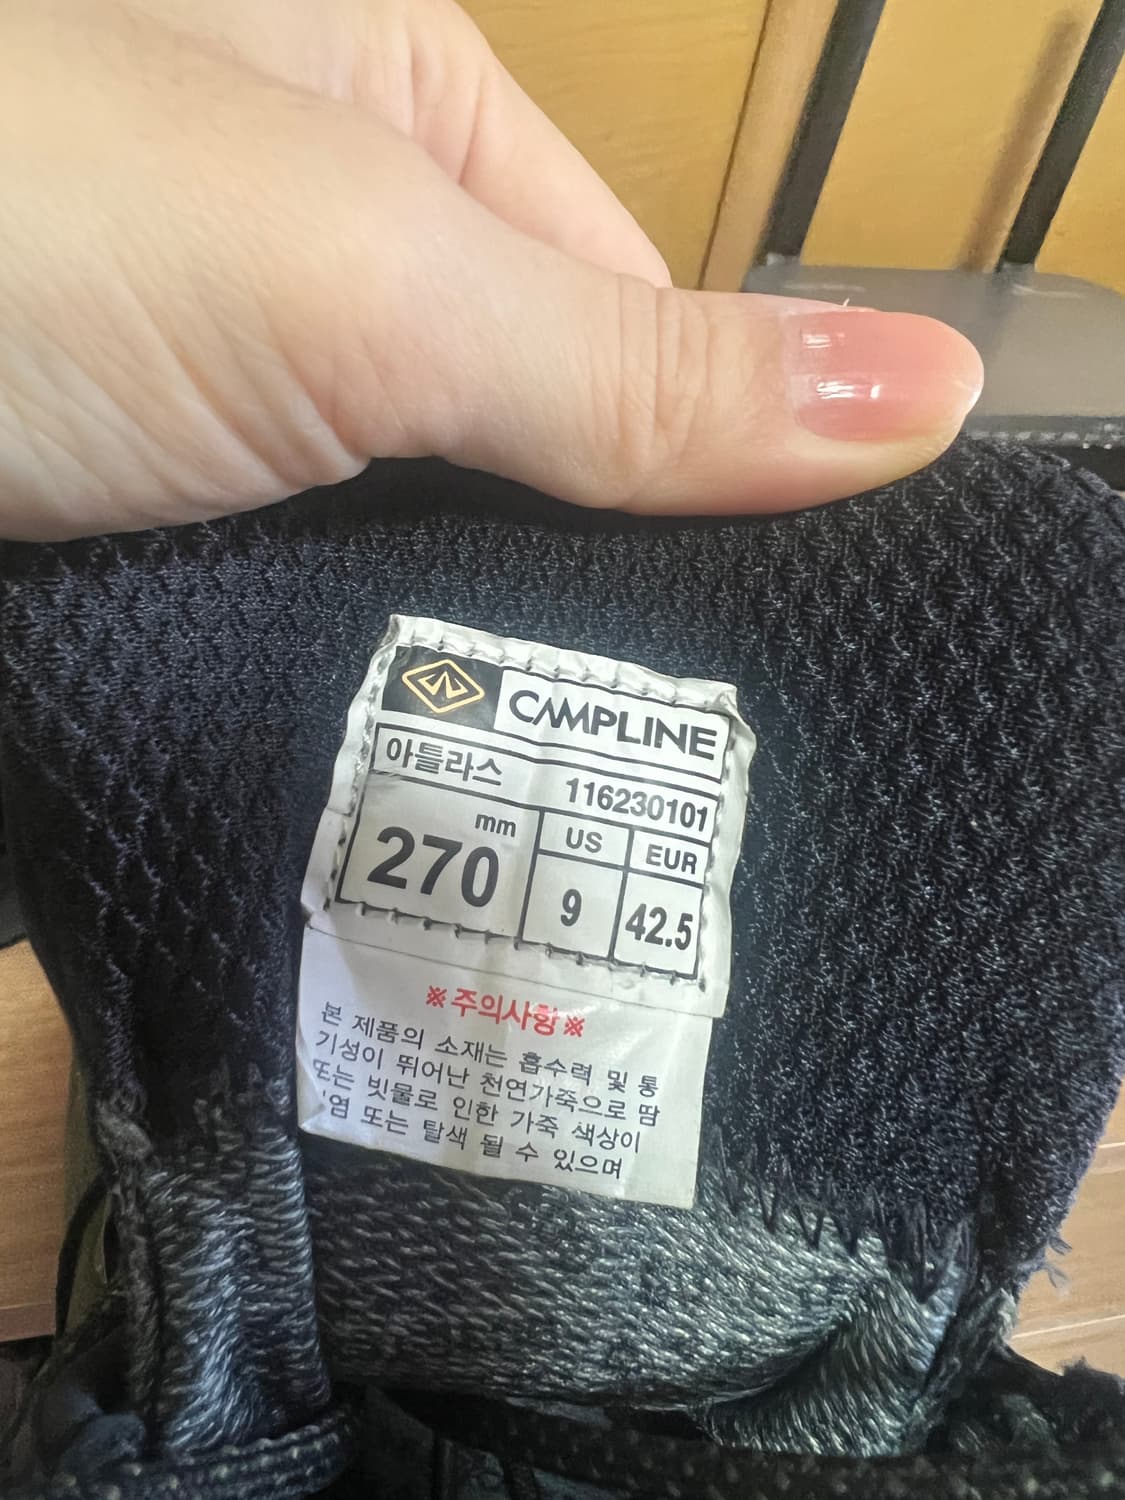 CAMPLINE
아틀라스 116230101
mm US EUR
270 9 42.5
※주의사항※
본 제품의 소재는 흡수력 및 통
기성이 뛰어난 천연가죽으로 땀
또는 빗물로 인한 가죽 색상이
염 또는 탈색 될 수 있으며